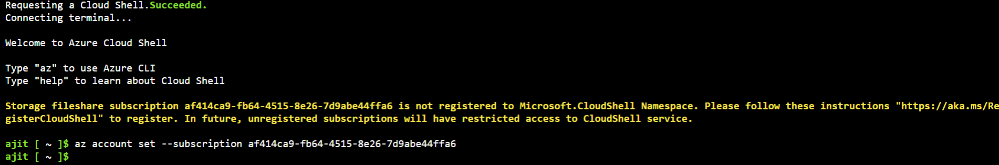 Requesting a Cloud Shell.Succeeded.
Connecting terminal...
Welcome to Azure Cloud Shell
Type "az" to use Azure CLI
Type "help" to learn about Cloud Shell
Storage fileshare subscription af414ca9-fb64-4515-8e26-7d9abe44ffa6 is not registered to Microsoft.CloudShell Namespace. Please follow these instructions "https://aka.ms/Re
gisterCloudShell" to register. In future, unregistered subscriptions will have restricted access to CloudShell service.
ajit [ ~ ]$ az account set --subscription af414ca9-fb64-4515-8e26-7d9abe44ffa6
ajit [ ~ ]$